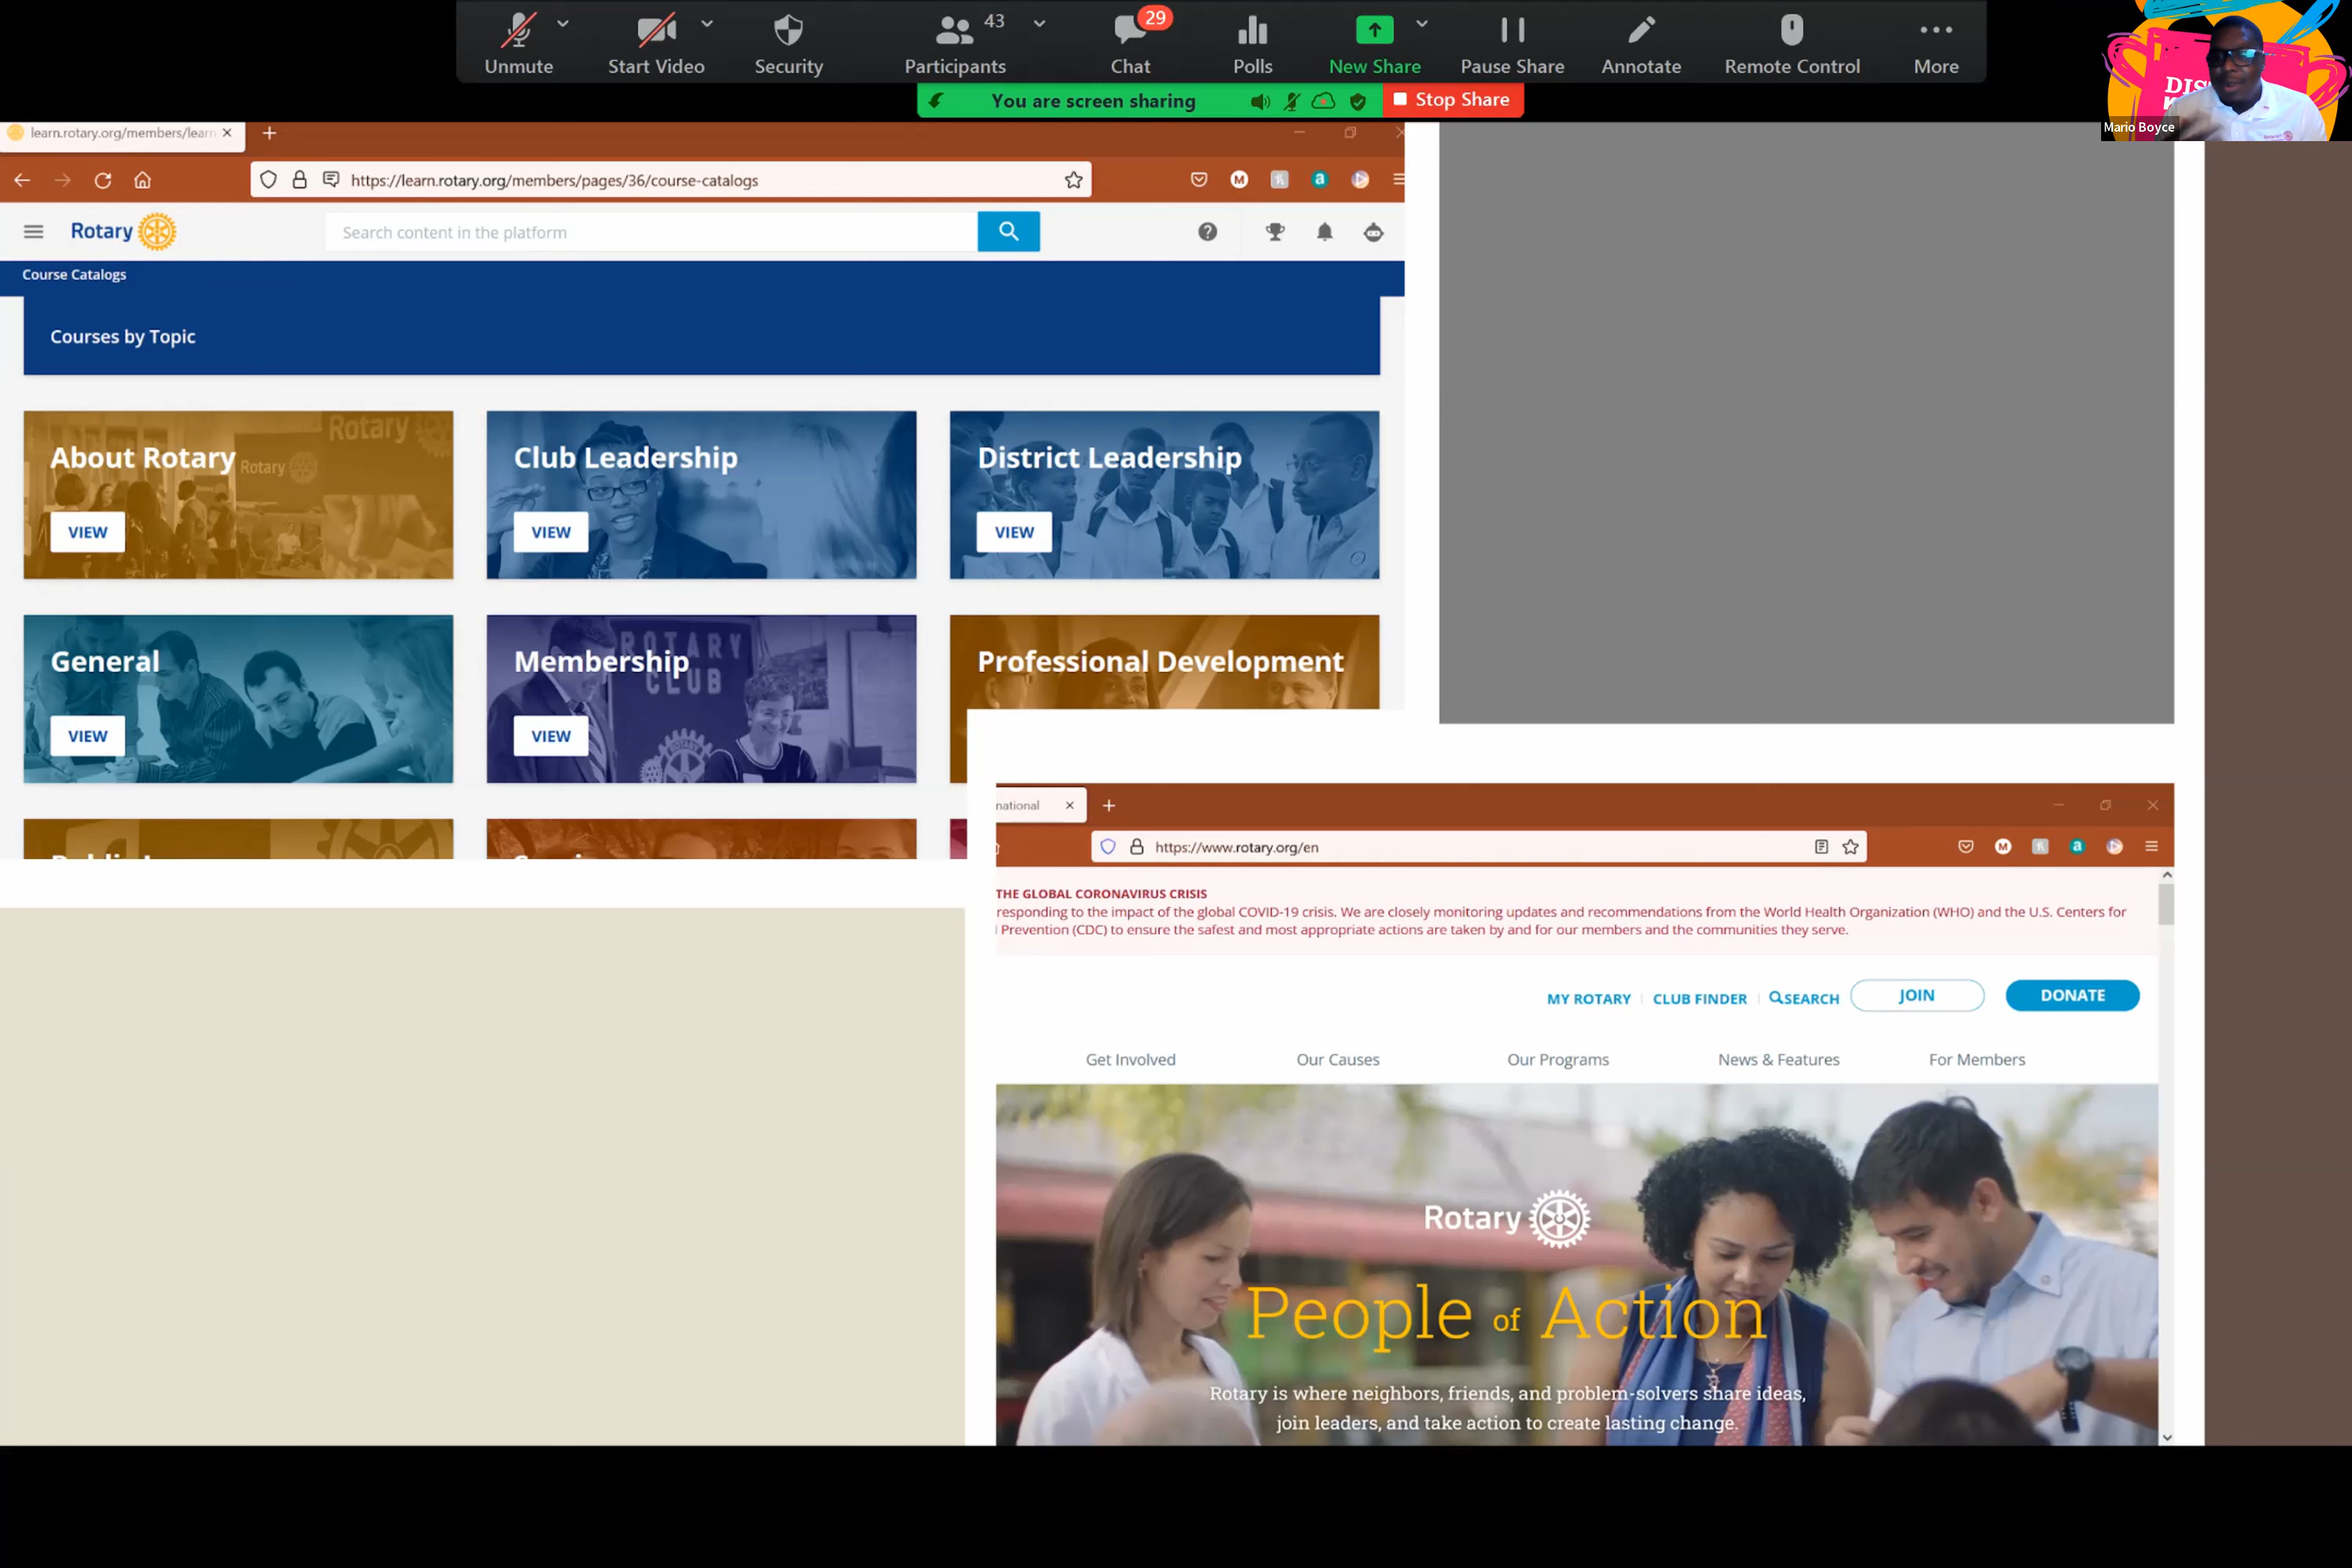 Unmute
Start Video
Security
43
Participants
29
Chat
Polls
New Share
Pause Share
Annotate
Remote Control
More
You are screen sharing
Stop Share
Mario Boyce
learn.rotary.org/members/learn
https://learn.rotary.org/members/pages/36/course-catalogs
M
a
Rotary
Search content in the platform
Course Catalogs
Courses by Topic
Rotary
Rotary
About Rotary
VIEW
Club Leadership
VIEW
District Leadership
VIEW
General
VIEW
ROTARY
CLUB
Membership
VIEW
Professional Development
national
https://www.rotary.org/en
M
a
THE GLOBAL CORONAVIRUS CRISIS
responding to the impact of the global COVID-19 crisis. We are closely monitoring updates and recommendations from the World Health Organization (WHO) and the U.S. Centers for
Prevention (CDC) to ensure the safest and most appropriate actions are taken by and for our members and the communities they serve.
MY ROTARY
CLUB FINDER
SEARCH
JOIN
DONATE
Get Involved
Our Causes
Our Programs
News & Features
For Members
Rotary
People of Action
Rotary is where neighbors, friends, and problem-solvers share ideas,
join leaders, and take action to create lasting change.